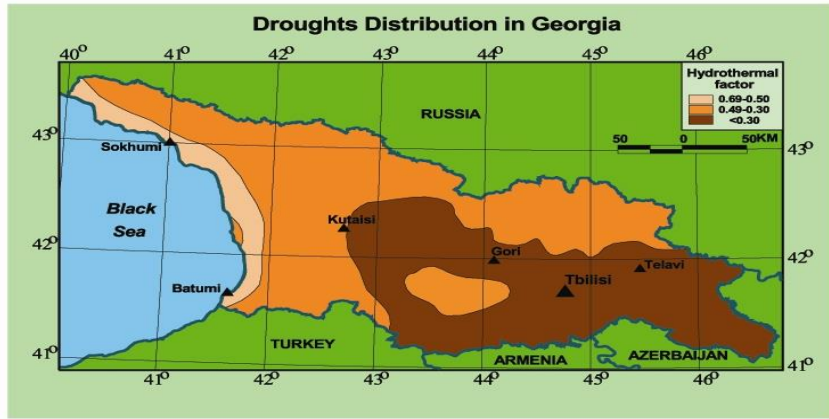 Droughts Distribution in Georgia
40° 41° 42° 43° 44° 45° 46°
Hydrothermal
factor
0.69-0.50
0.49-0.30
<0.30
RUSSIA
50 0 50KM
43° 43°
Sokhumi
Black
Sea
Kutaisi
42° 42°
Gori
Telavi
Tbilisi
Batumi
TURKEY
ARMENIA
AZERBAIJAN
41° 41°
41° 42° 43° 44° 45° 46°